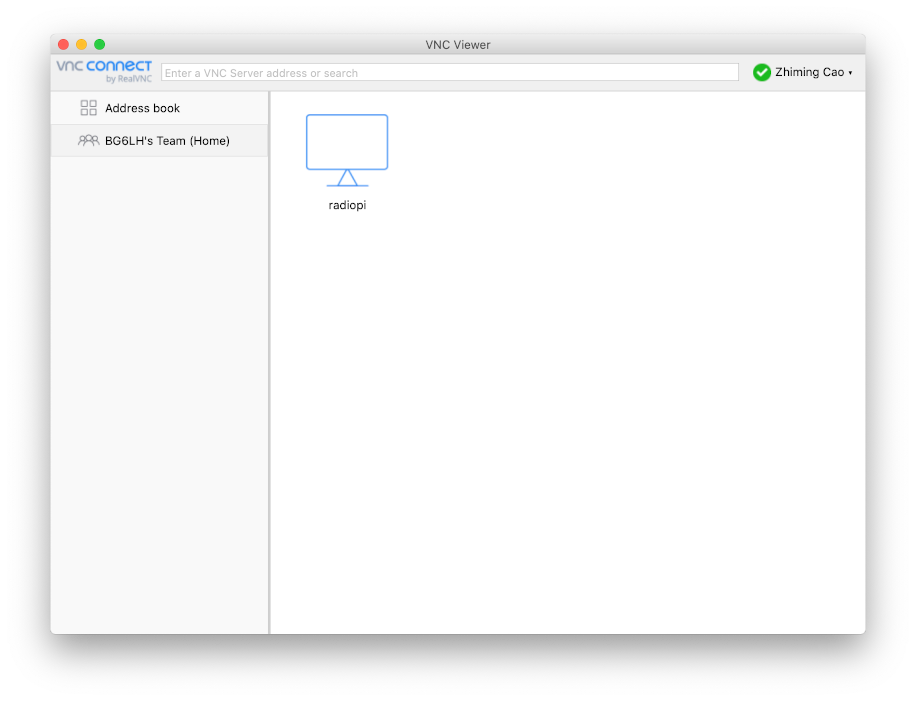 VNC Viewer
vnc connect
by RealVNC
Enter a VNC Server address or search
Zhiming Cao
Address book
BG6LH's Team (Home)
radiopi